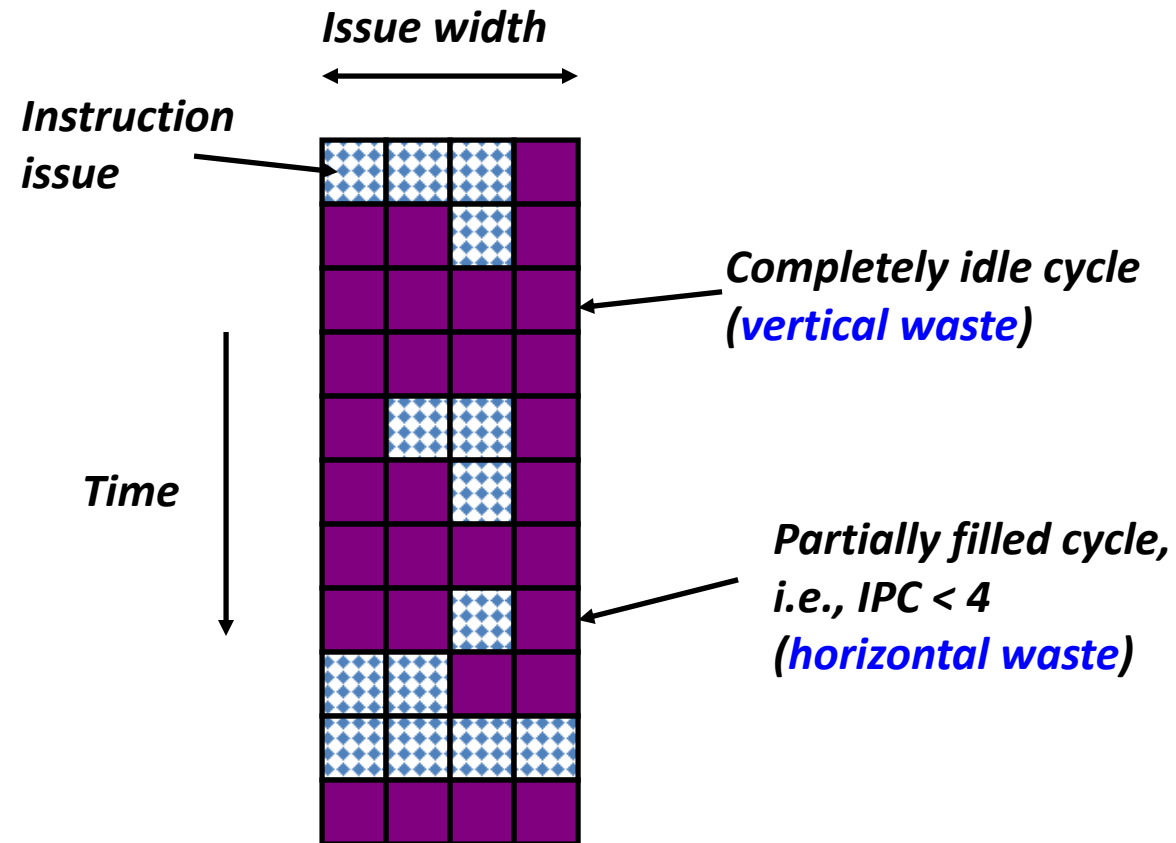 Issue width
Instruction
issue
Completely idle cycle
(vertical waste)
Time
Partially filled cycle,
i.e., IPC < 4
(horizontal waste)